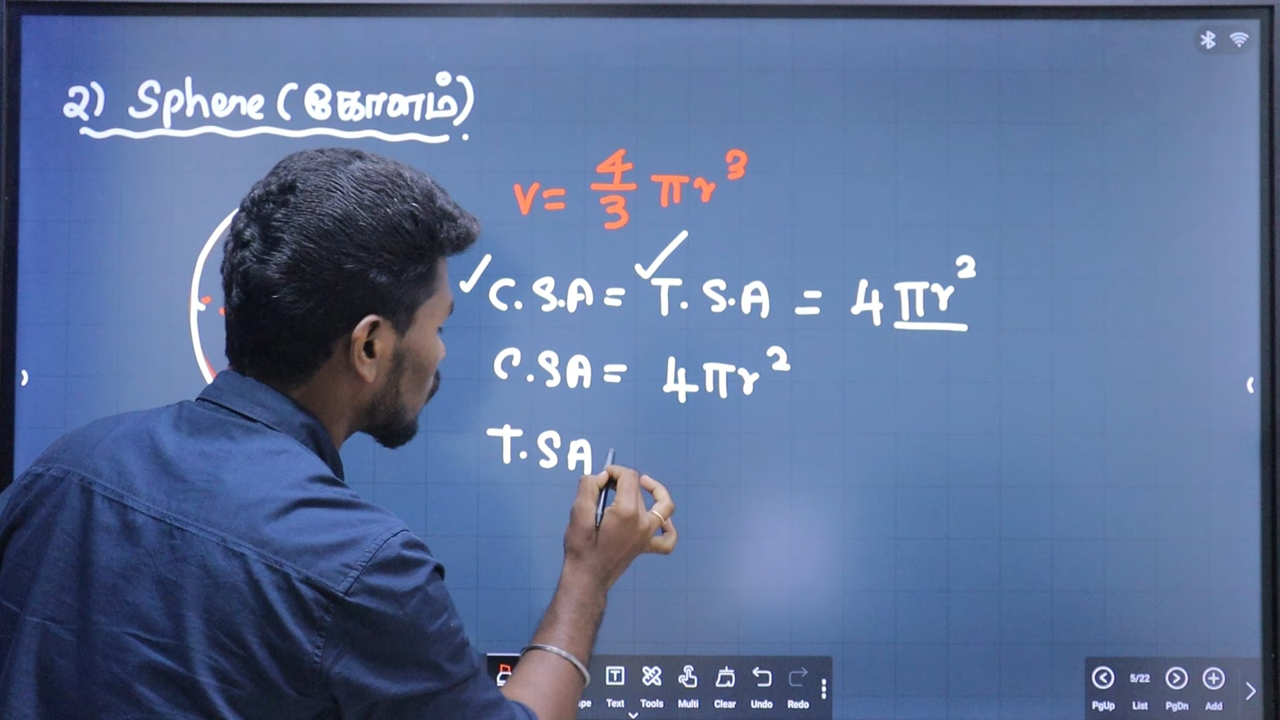 2) Sphere (கோளம்).
V = 4/3 πr³
✓ C.S.A = ✓ T.S.A = 4πr²
C.SA = 4πr²
T.SA
Text Tools Multi Clear Undo Redo
PgUp 5/22 List PgDn Add